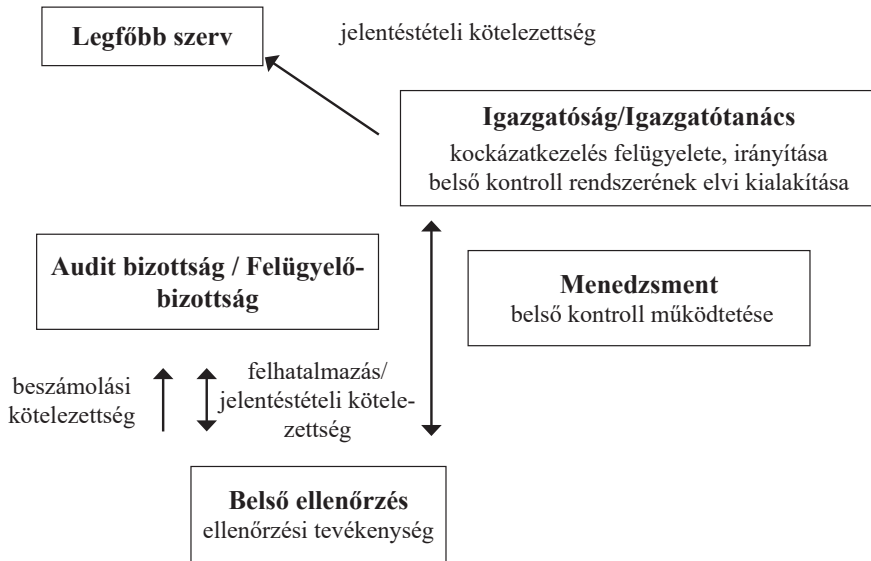 Legfőbb szerv
jelentéstételi kötelezettség
Igazgatóság/Igazgatótanács
kockázatkezelés felügyelete, irányítása
belső kontroll rendszerének elvi kialakítása
Audit bizottság / Felügyelő-
bizottság
Menedzsment
belső kontroll működtetése
beszámolási
kötelezettség
felhatalmazás/
jelentéstételi kötele-
zettség
Belső ellenőrzés
ellenőrzési tevékenység